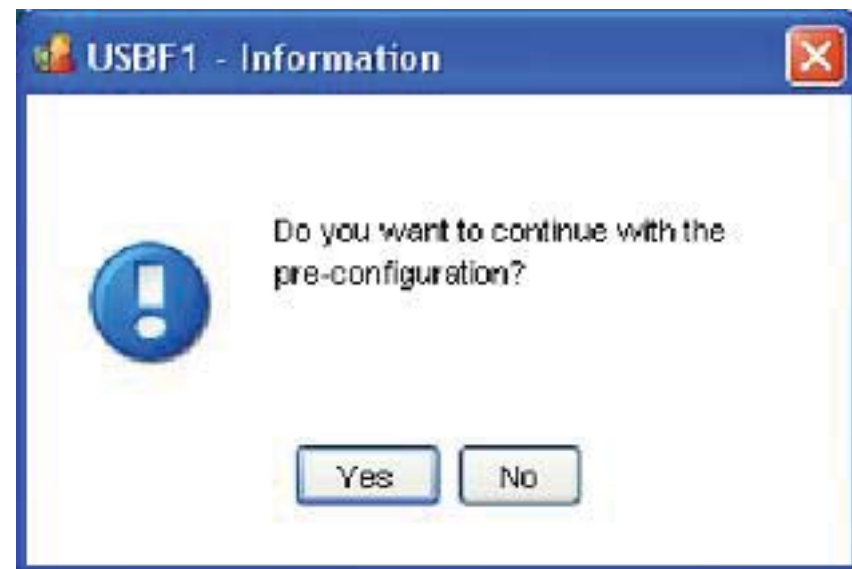 USBF1 - Information
Do you want to continue with the
pre-configuration?
Yes
No